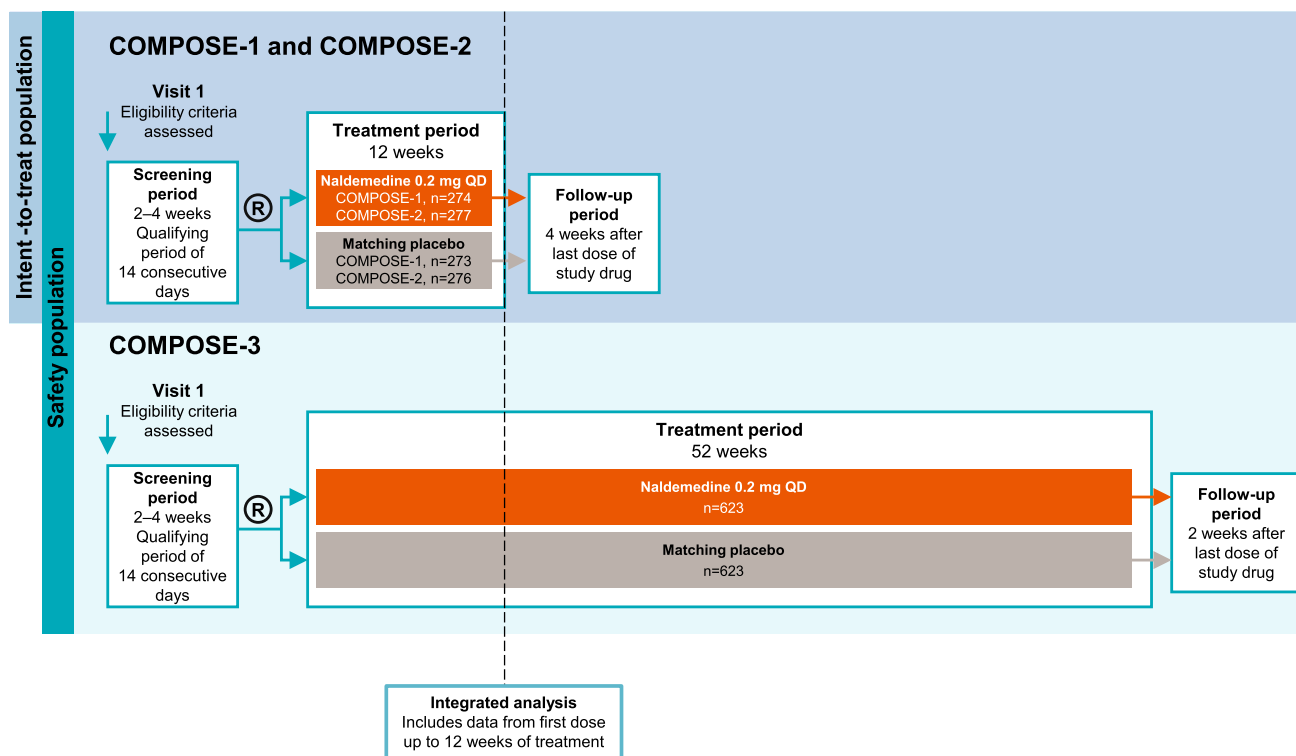 Intent -to-treat population
Safety population
COMPOSE-1 and COMPOSE-2
Visit 1
Eligibility criteria
assessed
Screening
period
2–4 weeks
Qualifying
period of
14 consecutive
days
R
Treatment period
12 weeks
Naldemedine 0.2 mg QD
COMPOSE-1, n=274
COMPOSE-2, n=277
Matching placebo
COMPOSE-1, n=273
COMPOSE-2, n=276
Follow-up
period
4 weeks after
last dose of
study drug
COMPOSE-3
Visit 1
Eligibility criteria
assessed
Screening
period
2–4 weeks
Qualifying
period of
14 consecutive
days
R
Treatment period
52 weeks
Naldemedine 0.2 mg QD
n=623
Matching placebo
n=623
Follow-up
period
2 weeks after
last dose of
study drug
Integrated analysis
Includes data from first dose
up to 12 weeks of treatment